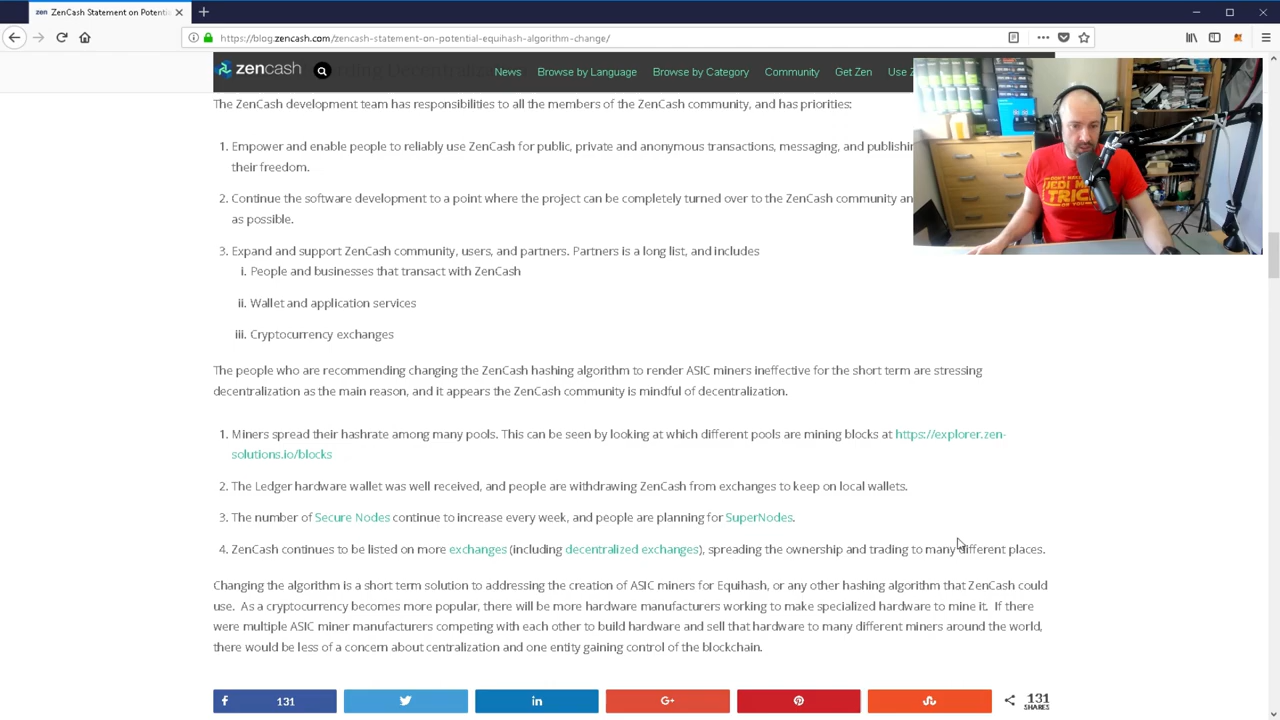 zen ZenCash Statement on Potenti
https://blog.zencash.com/zencash-statement-on-potential-equihash-algorithm-change/
zencash
News Browse by Language Browse by Category Community Get Zen Use
The ZenCash development team has responsibilities to all the members of the ZenCash community, and has priorities:
1. Empower and enable people to reliably use ZenCash for public, private and anonymous transactions, messaging, and publishin
their freedom.
2. Continue the software development to a point where the project can be completely turned over to the ZenCash community an
as possible.
3. Expand and support ZenCash community, users, and partners. Partners is a long list, and includes
i. People and businesses that transact with ZenCash
ii. Wallet and application services
iii. Cryptocurrency exchanges
The people who are recommending changing the ZenCash hashing algorithm to render ASIC miners ineffective for the short term are stressing
decentralization as the main reason, and it appears the ZenCash community is mindful of decentralization.
1. Miners spread their hashrate among many pools. This can be seen by looking at which different pools are mining blocks at https://explorer.zen-
solutions.io/blocks
2. The Ledger hardware wallet was well received, and people are withdrawing ZenCash from exchanges to keep on local wallets.
3. The number of Secure Nodes continue to increase every week, and people are planning for SuperNodes.
4. ZenCash continues to be listed on more exchanges (including decentralized exchanges), spreading the ownership and trading to many different places.
Changing the algorithm is a short term solution to addressing the creation of ASIC miners for Equihash, or any other hashing algorithm that ZenCash could
use. As a cryptocurrency becomes more popular, there will be more hardware manufacturers working to make specialized hardware to mine it. If there
were multiple ASIC miner manufacturers competing with each other to build hardware and sell that hardware to many different miners around the world,
there would be less of a concern about centralization and one entity gaining control of the blockchain.
131
131
SHARES
JEDI
TRIC